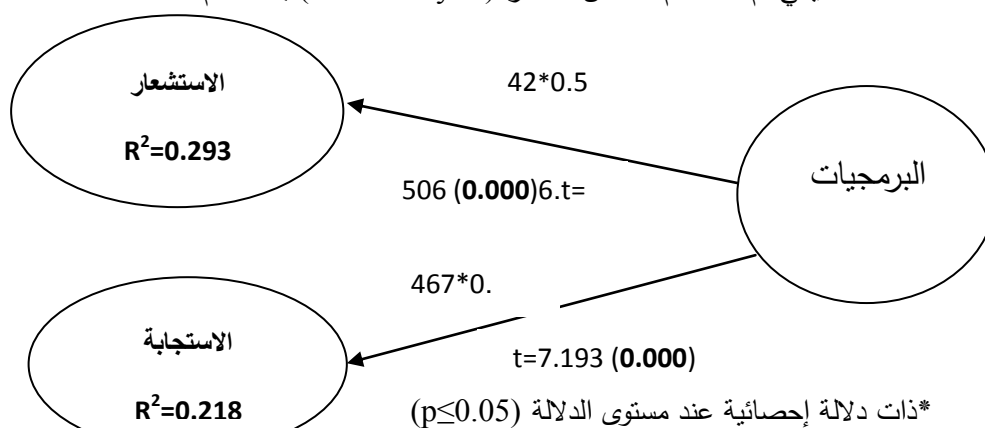 الاستشعار
R²=0.293
42*0.5
506 (0.000)6.t=
البرمجيات
467*0.
t=7.193 (0.000)
الاستجابة
R²=0.218
*ذات دلالة إحصائية عند مستوى الدلالة (p≤0.05)